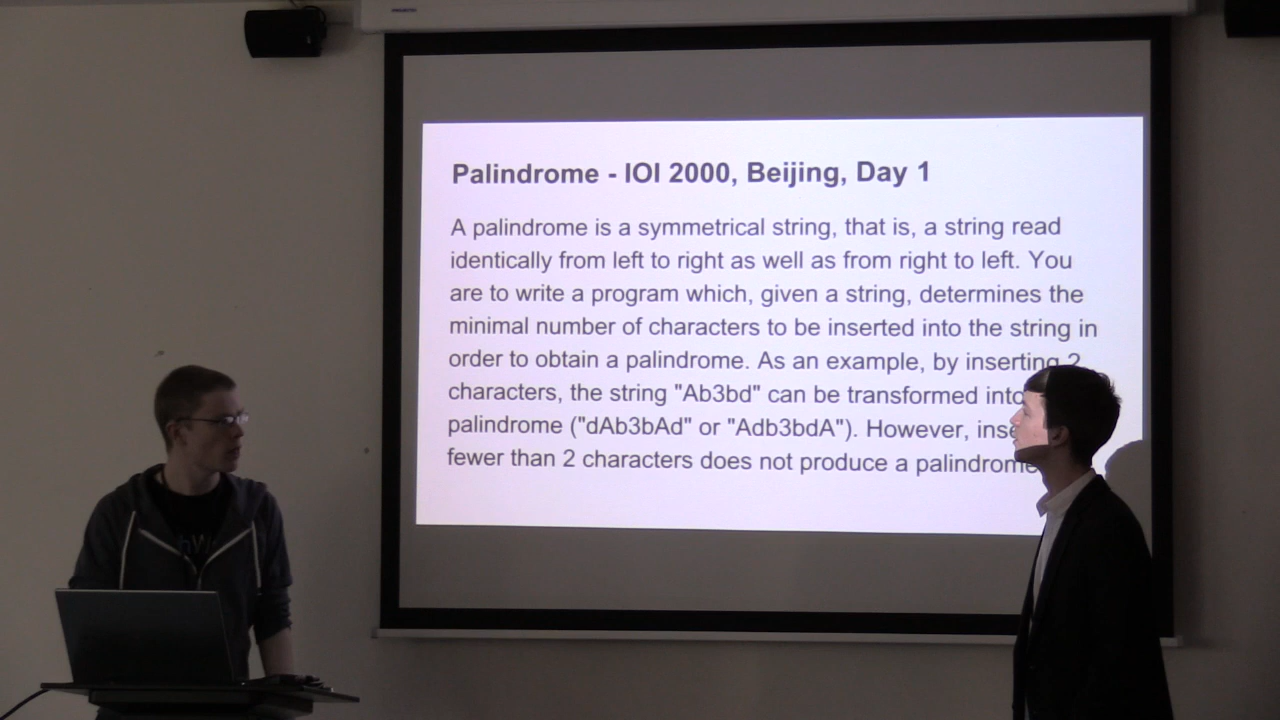 Palindrome - IOI 2000, Beijing, Day 1
A palindrome is a symmetrical string, that is, a string read
identically from left to right as well as from right to left. You
are to write a program which, given a string, determines the
minimal number of characters to be inserted into the string in
order to obtain a palindrome. As an example, by inserting 2
characters, the string "Ab3bd" can be transformed into
palindrome ("dAb3bAd" or "Adb3bdA"). However,
fewer than 2 characters does not produce a palindrome